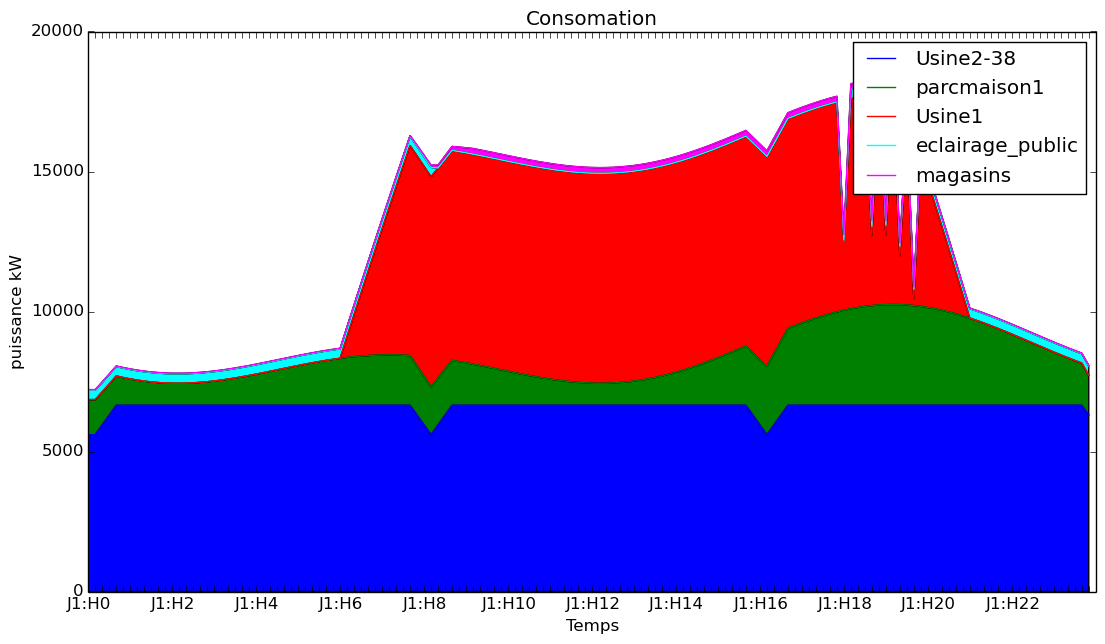 Consomation
20000
15000
10000
5000
0
puissance kW
Usine2-38
parcmaison1
Usine1
eclairage_public
magasins
J1:H0 J1:H2 J1:H4 J1:H6 J1:H8 J1:H10 J1:H12 J1:H14 J1:H16 J1:H18 J1:H20 J1:H22
Temps